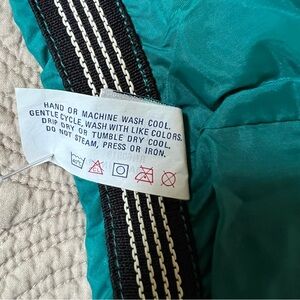 HAND OR MACHINE WASH COOL.
GENTLE CYCLE, WASH WITH LIKE COLORS.
DRIP DRY OR TUMBLE DRY COOL.
DO NOT STEAM, PRESS OR IRON.